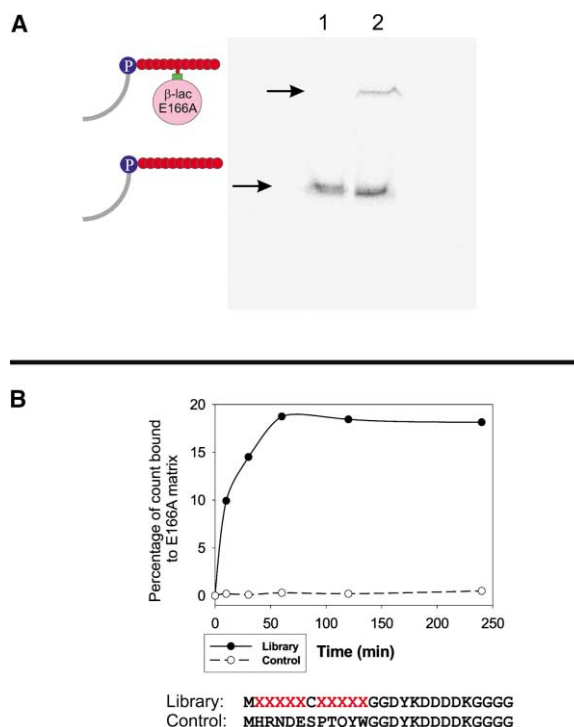 A
1 2
P
β-lac
E166A
P
B
Percentage of count bound
to E166A matrix
20
15
10
5
0
0 50 100 150 200 250
Time (min)
Library
Control
Library: MXXXXXCXXXXXGGDYKDDDDKGGGG
Control: MHRNDESPTOYWGGDYKDDDDKGGGG